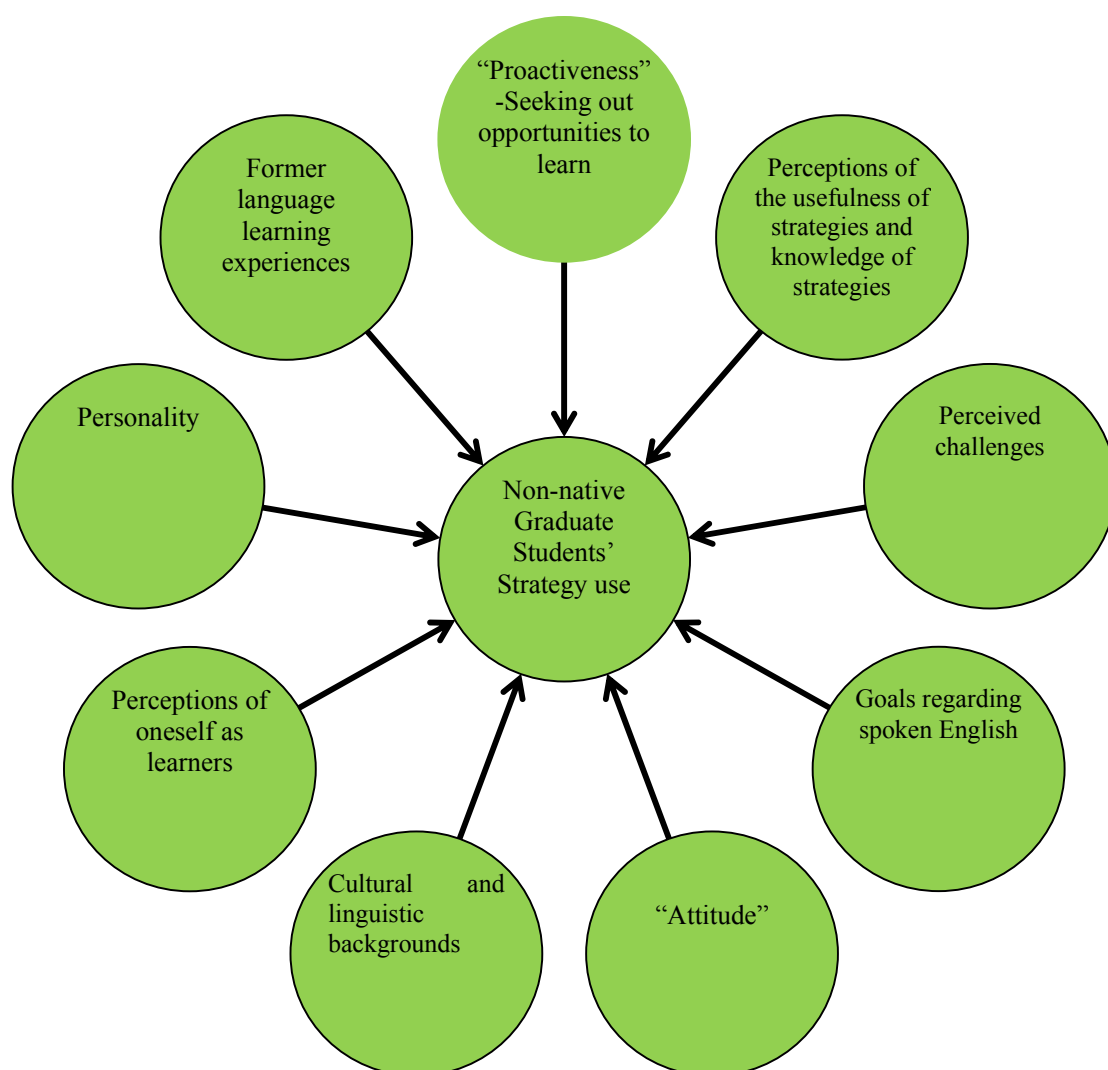 “Proactiveness”
-Seeking out
opportunities to
learn
Perceptions of
the usefulness of
strategies and
knowledge of
strategies
Perceived
challenges
Goals regarding
spoken English
“Attitude”
Cultural and
linguistic
backgrounds
Perceptions of
oneself as
learners
Personality
Former
language
learning
experiences
Non-native
Graduate
Students’
Strategy use